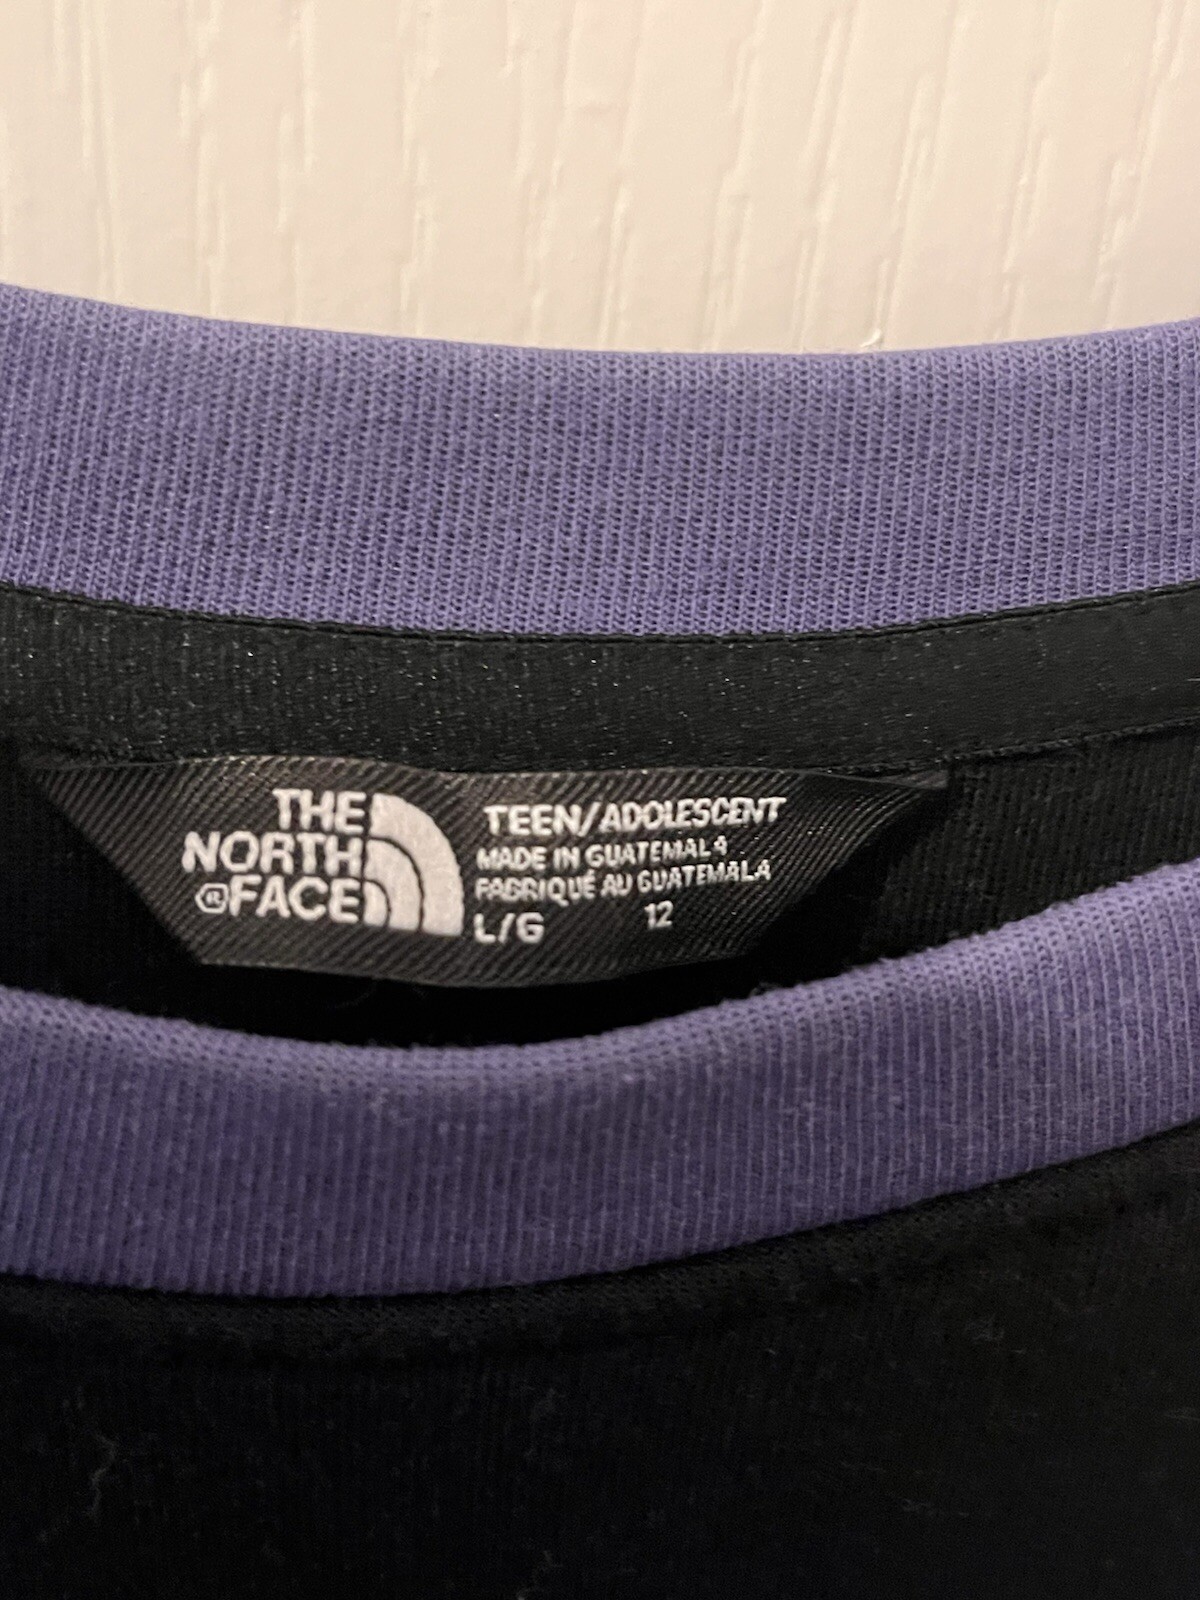 THE
NORTH
®FACE
TEEN/ADOLESCENT
MADE IN GUATEMALA
FABRIQUÉ AU GUATEMALA
L/G 12